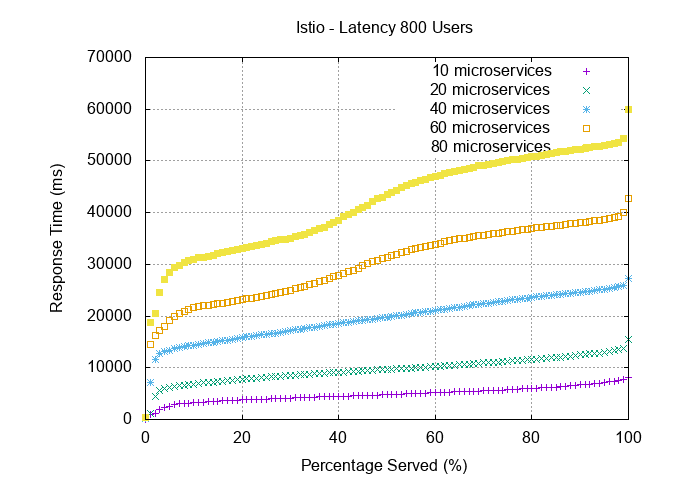 Istio - Latency 800 Users
70000
60000
50000
40000
30000
20000
10000
0
10 microservices
20 microservices
40 microservices
60 microservices
80 microservices
Response Time (ms)
0 20 40 60 80 100
Percentage Served (%)